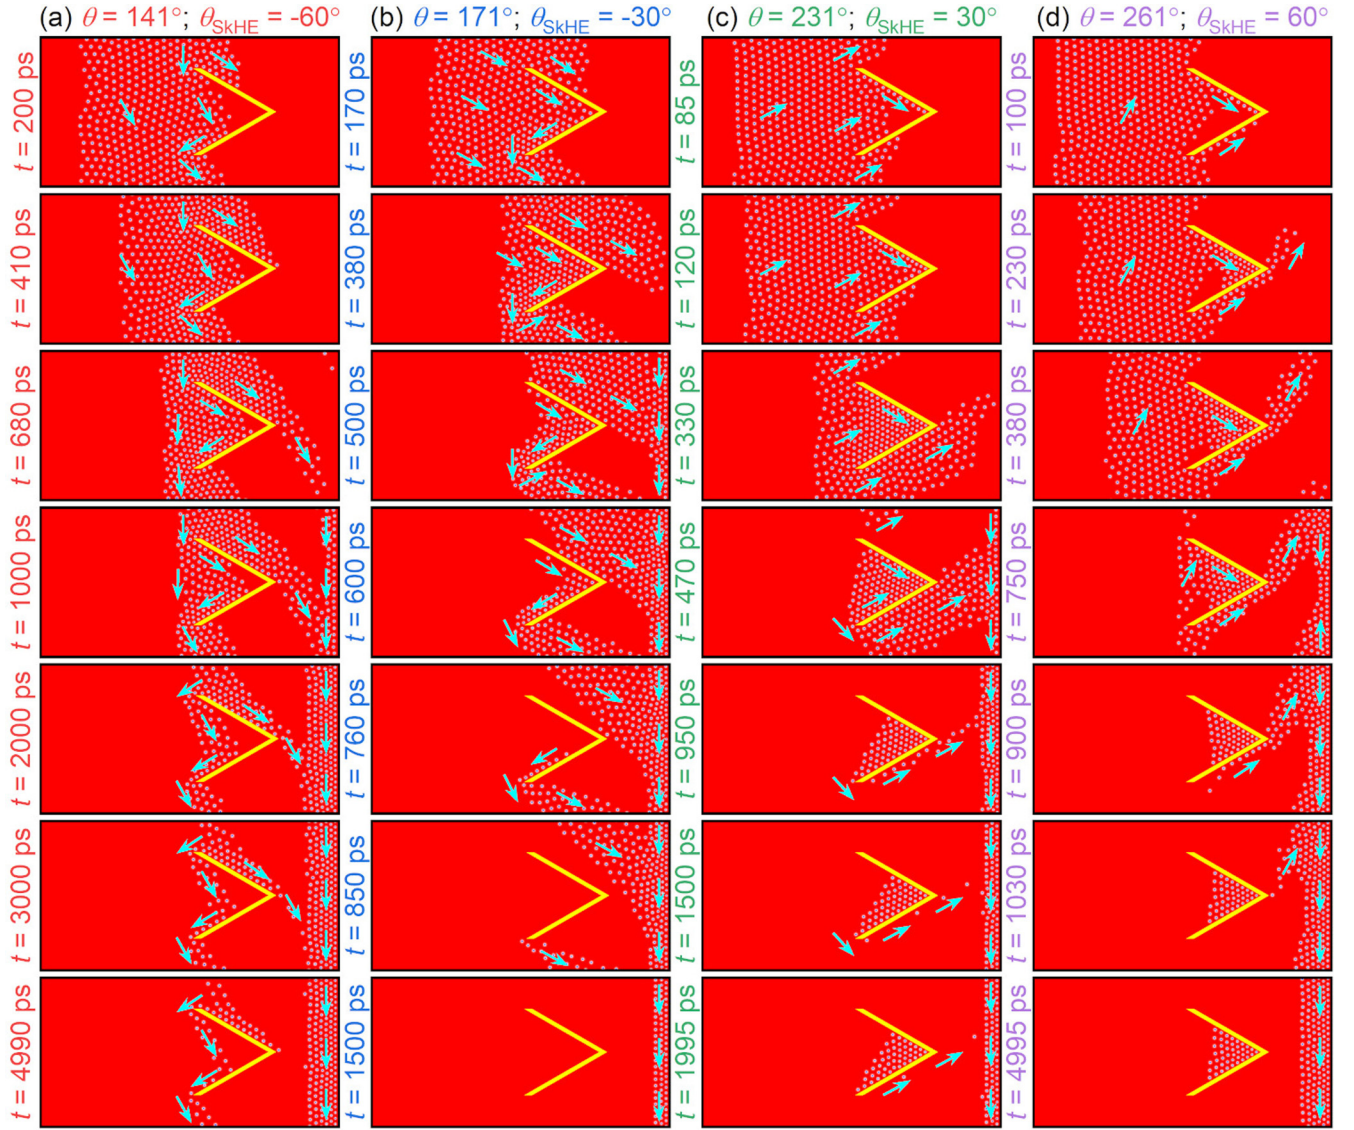 (a) θ = 141°; θSkHE = -60°
(b) θ = 171°; θSkHE = -30°
(c) θ = 231°; θSkHE = 30°
(d) θ = 261°; θSkHE = 60°
t = 200 ps
t = 170 ps
t = 85 ps
t = 100 ps
t = 410 ps
t = 380 ps
t = 120 ps
t = 230 ps
t = 680 ps
t = 500 ps
t = 330 ps
t = 380 ps
t = 1000 ps
t = 600 ps
t = 470 ps
t = 750 ps
t = 2000 ps
t = 760 ps
t = 950 ps
t = 900 ps
t = 3000 ps
t = 850 ps
t = 1500 ps
t = 1030 ps
t = 4990 ps
t = 1500 ps
t = 1995 ps
t = 4995 ps